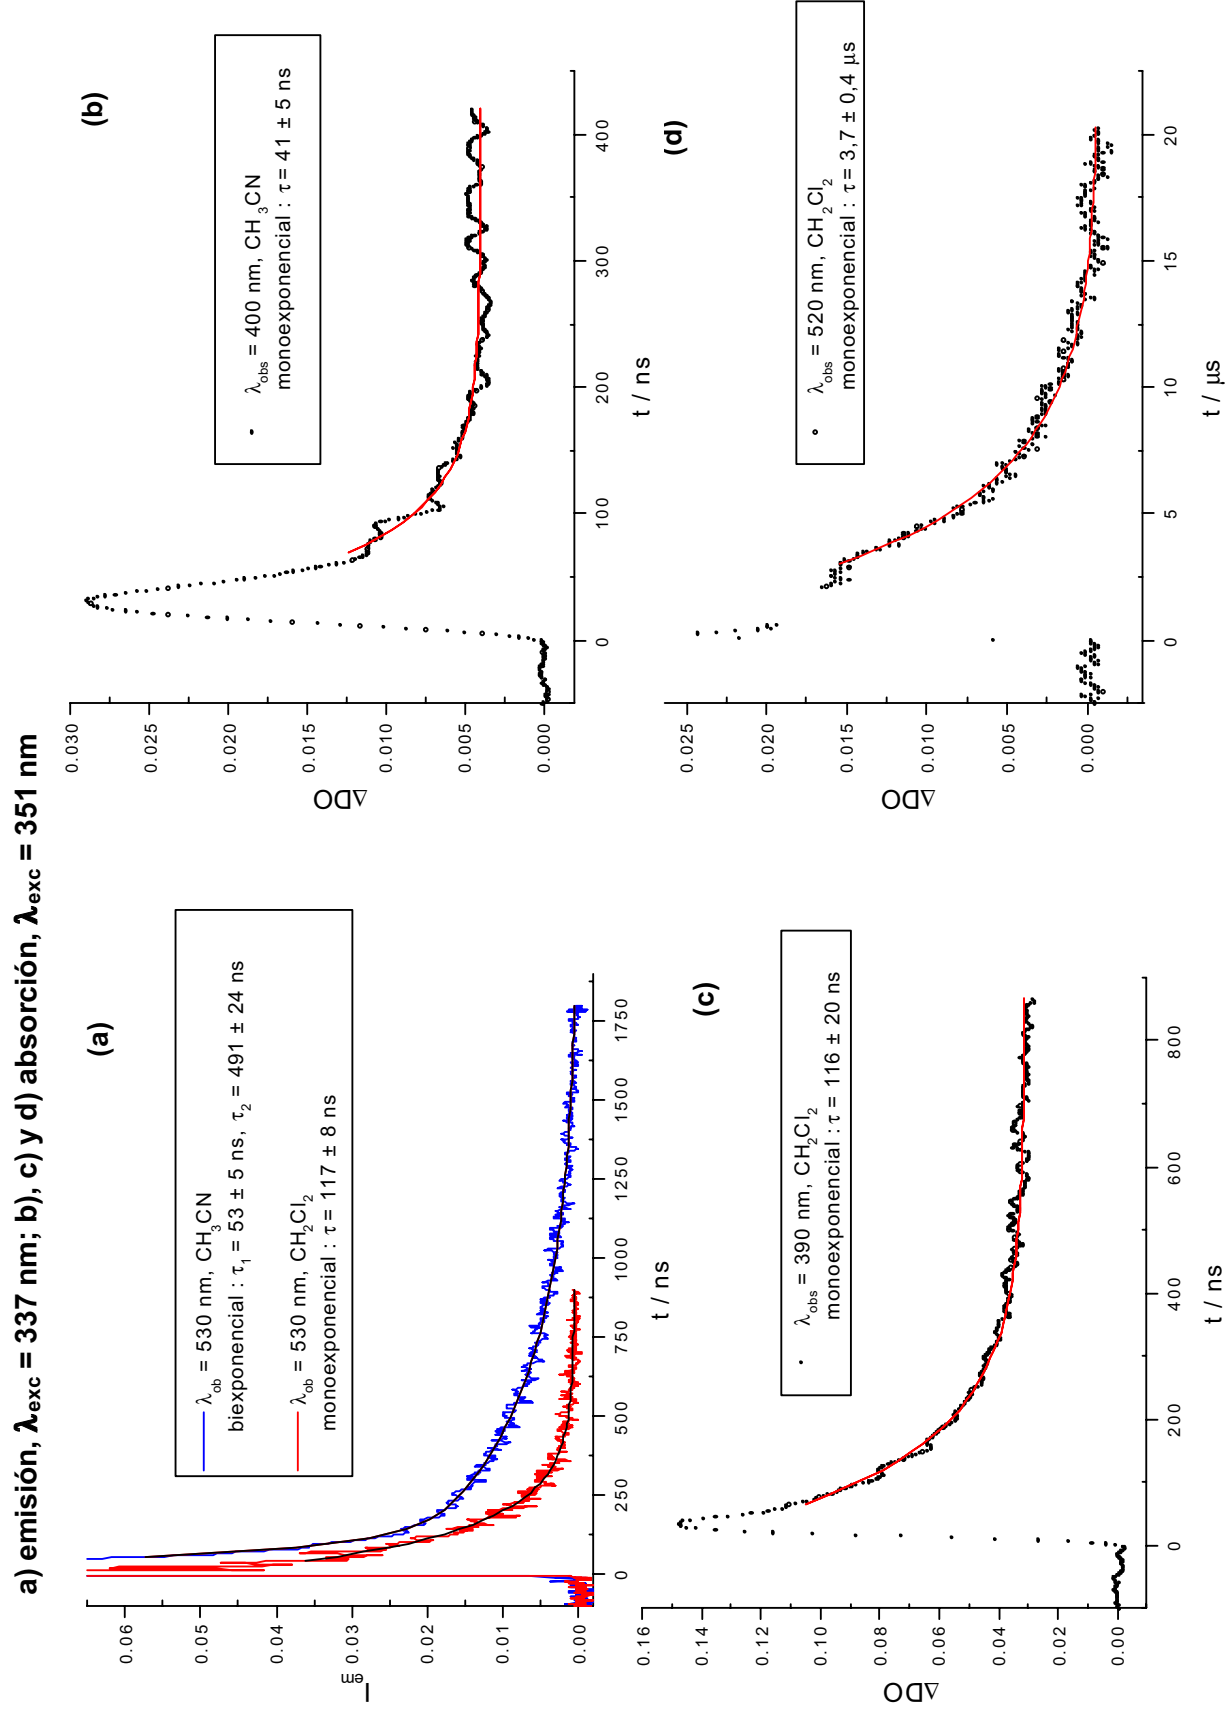 a) emisión, λexc = 337 nm; b), c) y d) absorción, λexc = 351 nm
(a)
λob = 530 nm, CH3CN
biexponencial : τ1 = 53 ± 5 ns, τ2 = 491 ± 24 ns
λob = 530 nm, CH2Cl2
monoexponencial : τ = 117 ± 8 ns
Iem
0.06
0.05
0.04
0.03
0.02
0.01
0.00
0 250 500 750 1000 1250 1500 1750
t / ns
(b)
λobs = 400 nm, CH3CN
monoexponencial : τ = 41 ± 5 ns
ΔDO
0.030
0.025
0.020
0.015
0.010
0.005
0.000
0 100 200 300 400
t / ns
(c)
λobs = 390 nm, CH2Cl2
monoexponencial : τ = 116 ± 20 ns
ΔDO
0.16
0.14
0.12
0.10
0.08
0.06
0.04
0.02
0.00
0 200 400 600 800
t / ns
(d)
λobs = 520 nm, CH2Cl2
monoexponencial : τ = 3,7 ± 0,4 μs
ΔDO
0.025
0.020
0.015
0.010
0.005
0.000
0 5 10 15 20
t / μs